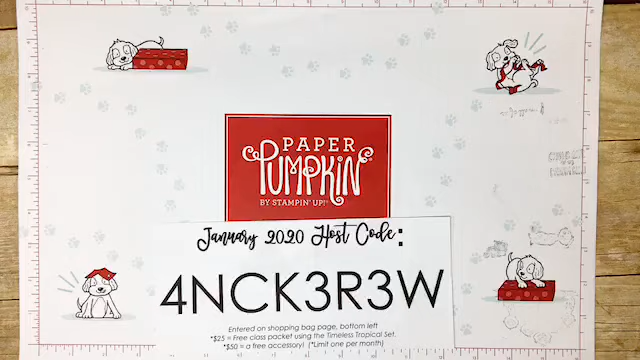 PAPER
PUMPKIN®
BY STAMPIN' UP!®
January 2020 Host Code:
4NCK3R3W
Entered on shopping bag page, bottom left
*$25 = Free class packet using the Timeless Tropical Set.
*$50 = a free accessory! (*Limit one per month)